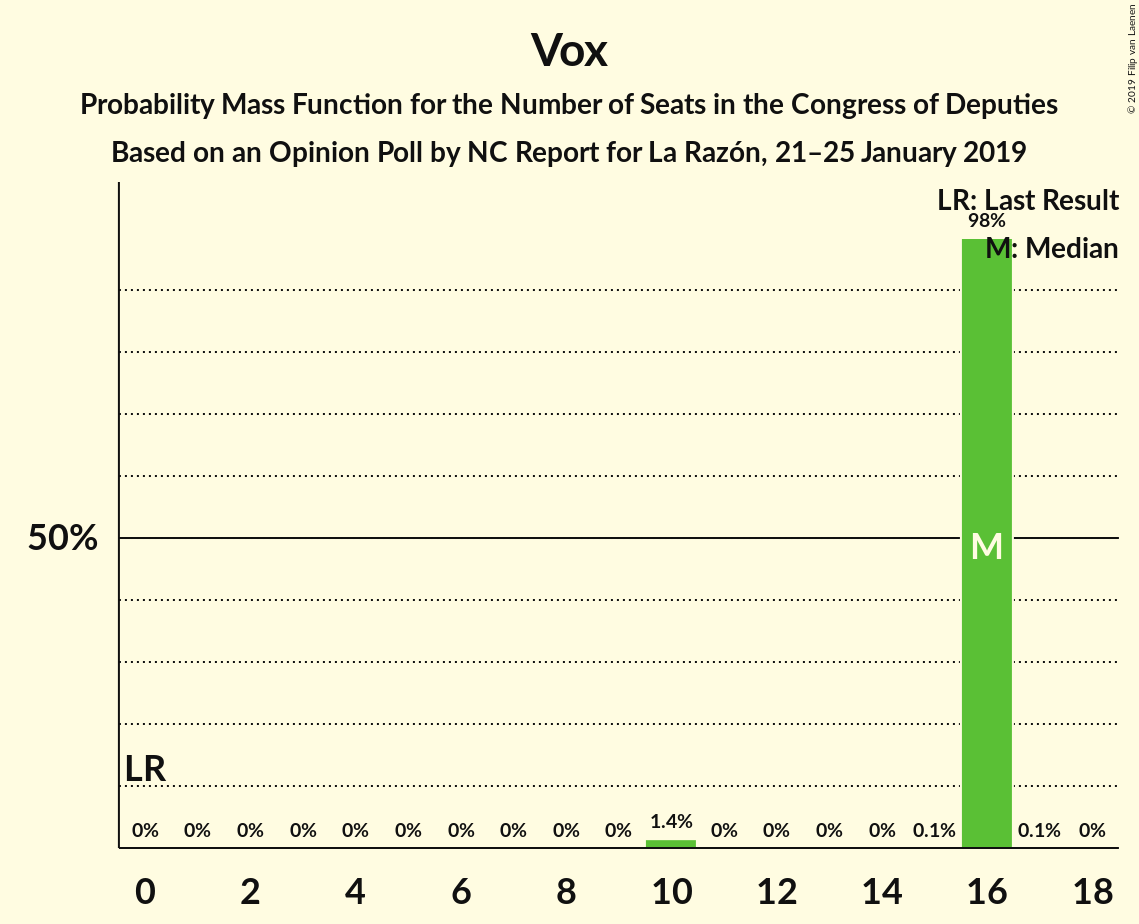 Vox
Probability Mass Function for the Number of Seats in the Congress of Deputies
Based on an Opinion Poll by NC Report for La Razón, 21–25 January 2019
© 2019 Filip van Laenen
LR: Last Result
98%
M: Median
50%
M
LR
0% 0% 0% 0% 0% 0% 0% 0% 0% 0% 1.4% 0% 0% 0% 0% 0.1% 0.1% 0%
0 2 4 6 8 10 12 14 16 18